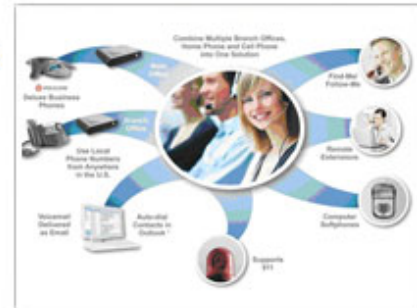 Combine Multiple Branch Offices,
Home Phone and Cell Phone
into One Solution
Main
Office
POLYCOM
Deluxe Business
Phones
Branch
Office
Use Local
Phone Numbers
from Anywhere
in the U.S.
Voicemail
Delivered
as Email
Auto-dial
Contacts in
Outlook
Supports
911
Find-Me/
Follow-Me
Remote
Extensions
Computer
Softphones